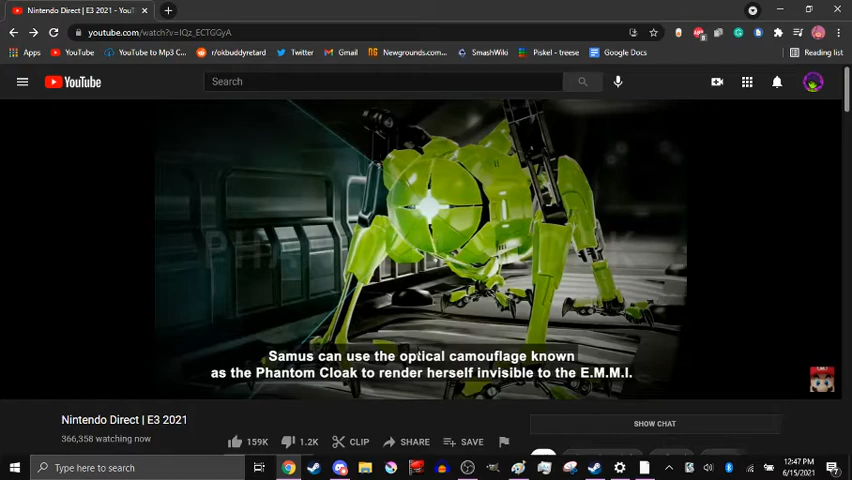 Nintendo Direct | E3 2021 - YouT
youtube.com/watch?v=lQz_ECTGGyA
Apps
YouTube
YouTube to Mp3 C...
r/okbuddyretard
Twitter
Gmail
Newgrounds.com...
SmashWiki
Piskel - treese
Google Docs
Reading list
YouTube
Search
Samus can use the optical camouflage known
as the Phantom Cloak to render herself invisible to the E.M.M.I.
Nintendo Direct | E3 2021
366,358 watching now
159K
1.2K
CLIP
SHARE
SAVE
SHOW CHAT
Type here to search
12:47 PM
6/15/2021